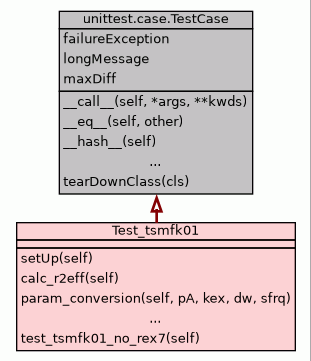 unittest.case.TestCase
failureException
longMessage
maxDiff
__call__(self, *args, **kwds)
__eq__(self, other)
__hash__(self)
...
tearDownClass(cls)
Test_tsmfk01
setUp(self)
calc_r2eff(self)
param_conversion(self, pA, kex, dw, sfrq)
...
test_tsmfk01_no_rex7(self)